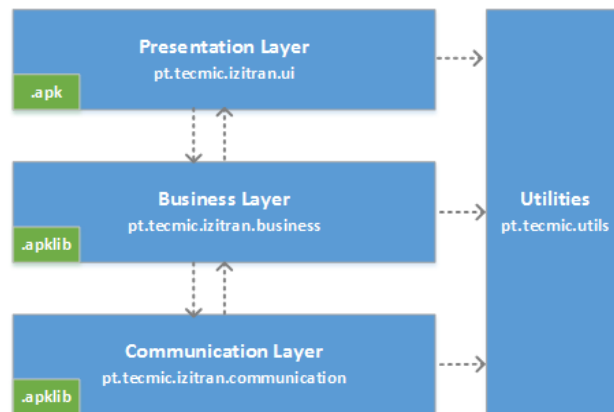 Presentation Layer
pt.tecmic.izitran.ui
.apk
Business Layer
pt.tecmic.izitran.business
.apklib
Communication Layer
pt.tecmic.izitran.communication
.apklib
Utilities
pt.tecmic.utils